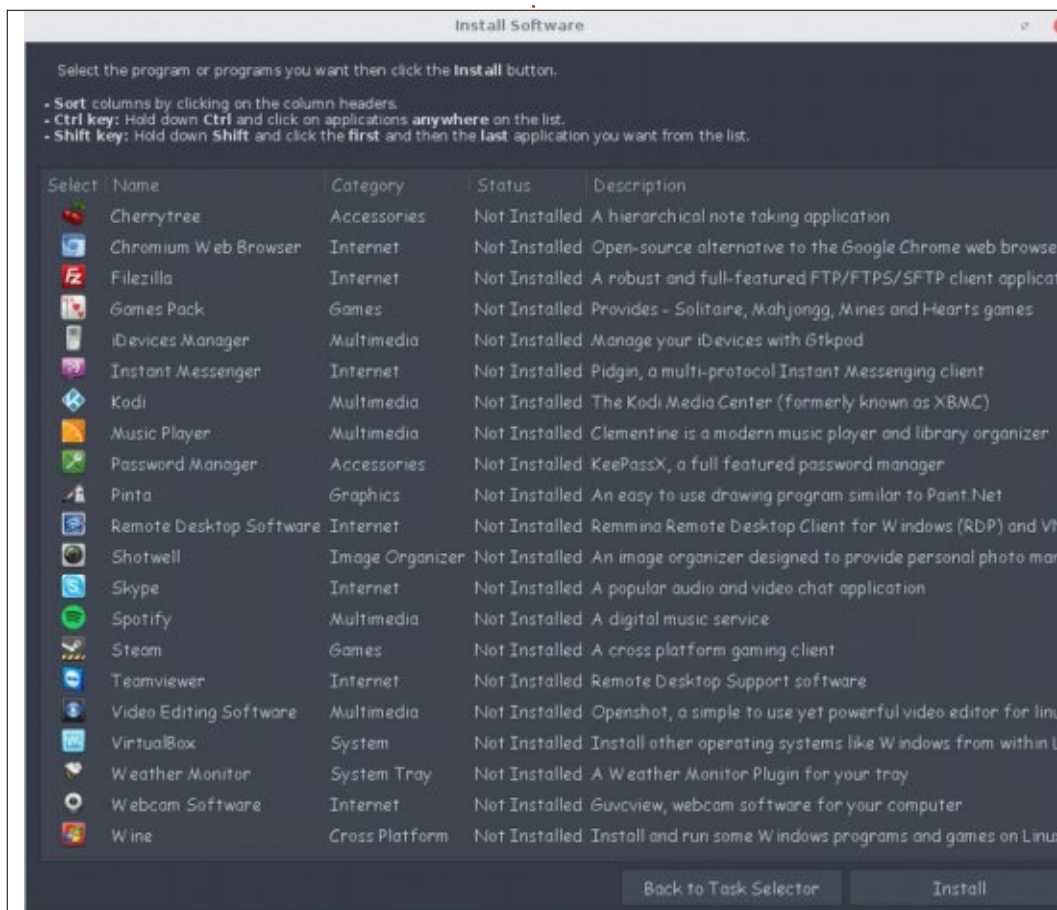 Install Software
Select the program or programs you want then click the Install button.
- Sort columns by clicking on the column headers.
- Ctrl key: Hold down Ctrl and click on applications anywhere on the list.
- Shift key: Hold down Shift and click the first and then the last application you want from the list.
Select Name Category Status Description
Cherrytree Accessories Not Installed A hierarchical note taking application
Chromium Web Browser Internet Not Installed Open-source alternative to the Google Chrome web browse
Filezilla Internet Not Installed A robust and full-featured FTP/FTPS/SFTP client applicat
Games Pack Games Not Installed Provides - Solitaire, Mahjongg, Mines and Hearts games
iDevices Manager Multimedia Not Installed Manage your iDevices with Gtkpod
Instant Messenger Internet Not Installed Pidgin, a multi-protocol Instant Messenging client
Kodi Multimedia Not Installed The Kodi Media Center (formerly known as XBMC)
Music Player Multimedia Not Installed Clementine is a modern music player and library organizer
Password Manager Accessories Not Installed KeePassX, a full featured password manager
Pinta Graphics Not Installed An easy to use drawing program similar to Paint.Net
Remote Desktop Software Internet Not Installed Remmina Remote Desktop Client for Windows (RDP) and VN
Shotwell Image Organizer Not Installed An image organizer designed to provide personal photo man
Skype Internet Not Installed A popular audio and video chat application
Spotify Multimedia Not Installed A digital music service
Steam Games Not Installed A cross platform gaming client
Teamviewer Internet Not Installed Remote Desktop Support software
Video Editing Software Multimedia Not Installed Openshot, a simple to use yet powerful video editor for linu
VirtualBox System Not Installed Install other operating systems like Windows from within L
Weather Monitor System Tray Not Installed A Weather Monitor Plugin for your tray
Webcam Software Internet Not Installed Guvcview, webcam software for your computer
Wine Cross Platform Not Installed Install and run some Windows programs and games on Linux
Back to Task Selector Install